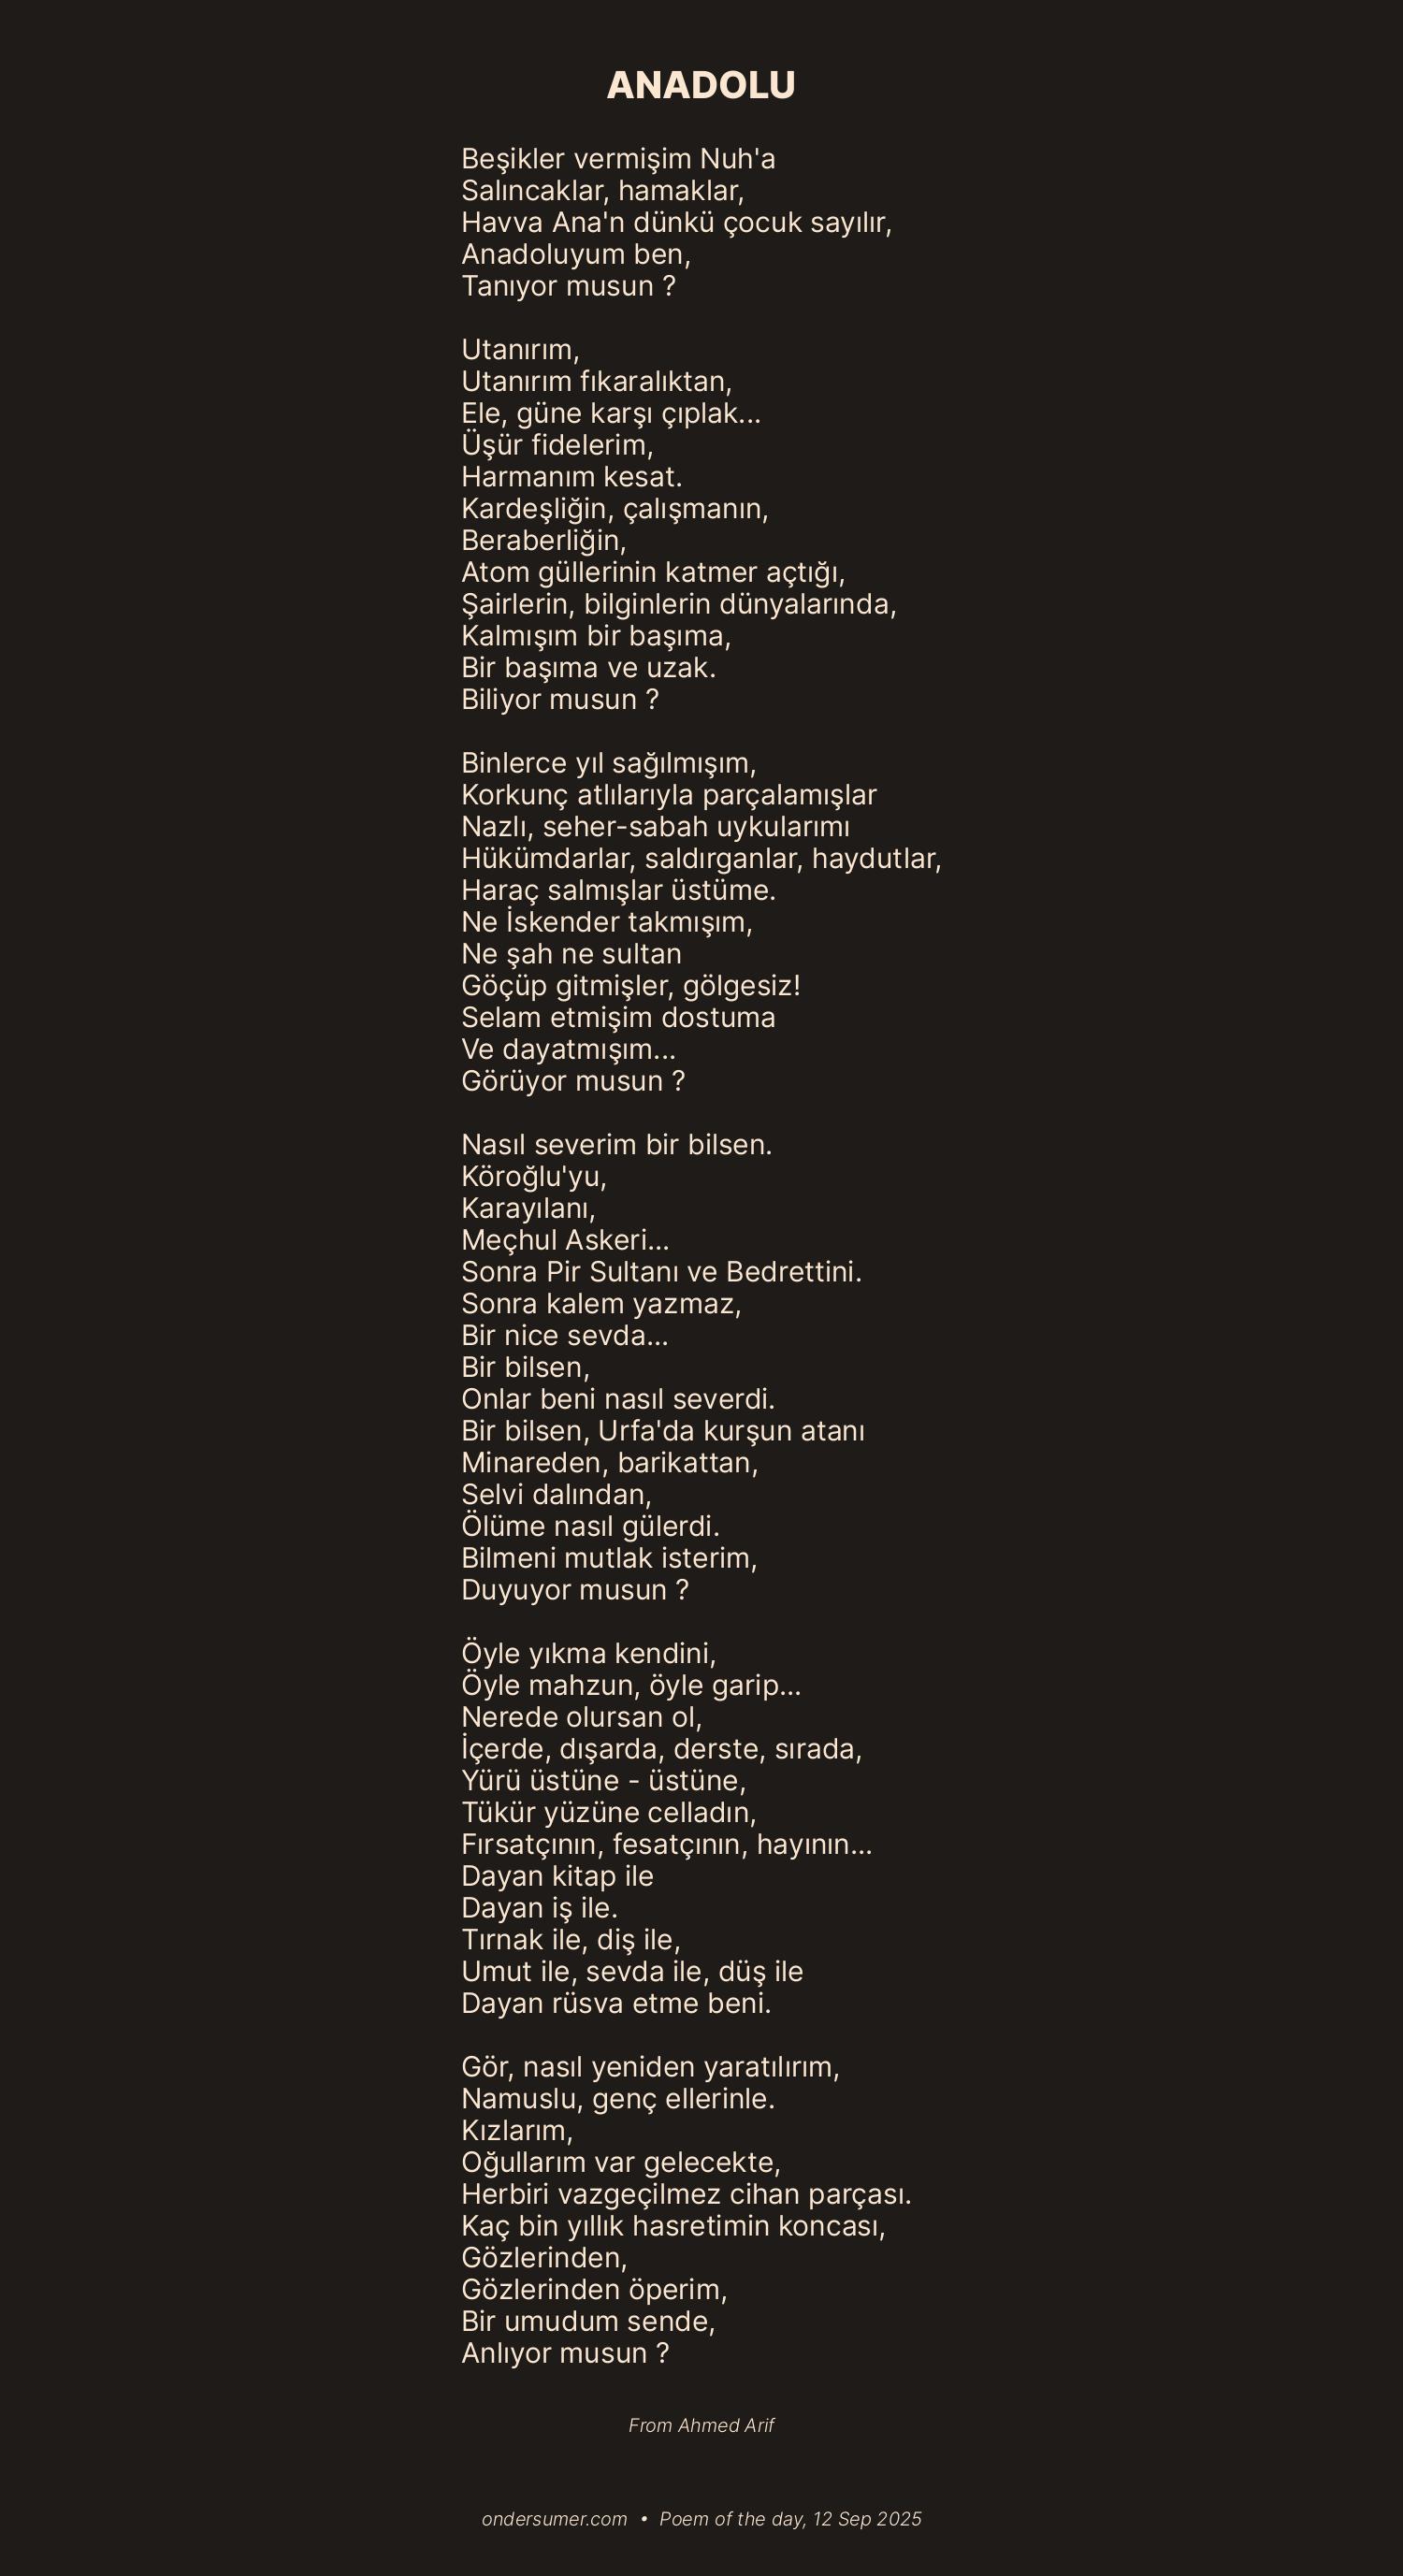 ANADOLU
Beşikler vermişim Nuh'a
Salıncaklar, hamaklar,
Havva Ana'n dünkü çocuk sayılır,
Anadoluyum ben,
Tanıyor musun ?
Utanırım,
Utanırım fıkaralıktan,
Ele, güne karşı çıplak...
Üşür fidelerim,
Harmanım kesat.
Kardeşliğin, çalışmanın,
Beraberliğin,
Atom güllerinin katmer açtığı,
Şairlerin, bilginlerin dünyalarında,
Kalmışım bir başıma,
Bir başıma ve uzak.
Biliyor musun ?
Binlerce yıl sağılmışım,
Korkunç atlılarıyla parçalamışlar
Nazlı, seher-sabah uykularımı
Hükümdarlar, saldırganlar, haydutlar,
Haraç salmışlar üstüme.
Ne İskender takmışım,
Ne şah ne sultan
Göçüp gitmişler, gölgesiz!
Selam etmişim dostuma
Ve dayatmışım...
Görüyor musun ?
Nasıl severim bir bilsen.
Köroğlu'yu,
Karayılanı,
Meçhul Askeri...
Sonra Pir Sultanı ve Bedrettini.
Sonra kalem yazmaz,
Bir nice sevda...
Bir bilsen,
Onlar beni nasıl severdi.
Bir bilsen, Urfa'da kurşun atanı
Minareden, barikattan,
Selvi dalından,
Ölüme nasıl gülerdi.
Bilmeni mutlak isterim,
Duyuyor musun ?
Öyle yıkma kendini,
Öyle mahzun, öyle garip...
Nerede olursan ol,
İçerde, dışarda, derste, sırada,
Yürü üstüne - üstüne,
Tükür yüzüne celladın,
Fırsatçının, fesatçının, hayının...
Dayan kitap ile
Dayan iş ile.
Tırnak ile, diş ile,
Umut ile, sevda ile, düş ile
Dayan rüsva etme beni.
Gör, nasıl yeniden yaratılırım,
Namuslu, genç ellerinle.
Kızlarım,
Oğullarım var gelecekte,
Herbiri vazgeçilmez cihan parçası.
Kaç bin yıllık hasretimin koncası,
Gözlerinden,
Gözlerinden öperim,
Bir umudum sende,
Anlıyor musun ?
From Ahmed Arif
ondersumer.com • Poem of the day, 12 Sep 2025